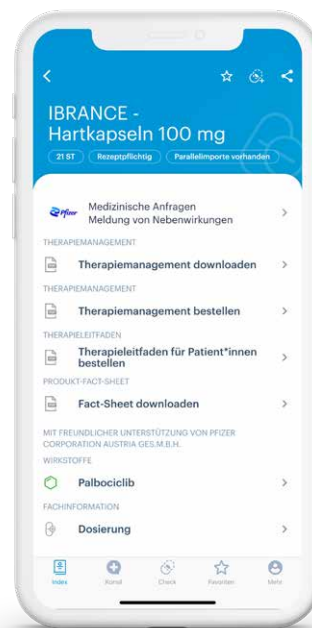 IBRANCE -
Hartkapseln 100 mg
21 ST
Rezeptpflichtig
Parallelimporte vorhanden
Pfizer
Medizinische Anfragen
Meldung von Nebenwirkungen
THERAPIEMANAGEMENT
Therapiemanagement downloaden
THERAPIEMANAGEMENT
Therapiemanagement bestellen
THERAPIELEITFADEN
Therapieleitfaden für Patient*innen
bestellen
PRODUKT-FACT-SHEET
Fact-Sheet downloaden
MIT FREUNDLICHER UNTERSTÜTZUNG VON PFIZER
CORPORATION AUSTRIA GES.M.B.H.
WIRKSTOFFE
Palbociclib
FACHINFORMATION
Dosierung
Index
Check
Favoriten
Mehr